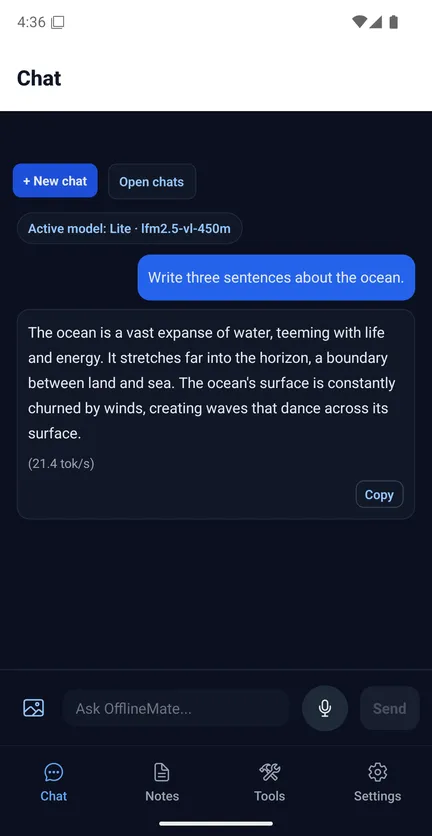 4:36
Chat
+ New chat
Open chats
Active model: Lite · lfm2.5-vl-450m
Write three sentences about the ocean.
The ocean is a vast expanse of water, teeming with life
and energy. It stretches far into the horizon, a boundary
between land and sea. The ocean's surface is constantly
churned by winds, creating waves that dance across its
surface.
(21.4 tok/s)
Copy
Ask OfflineMate...
Send
Chat
Notes
Tools
Settings